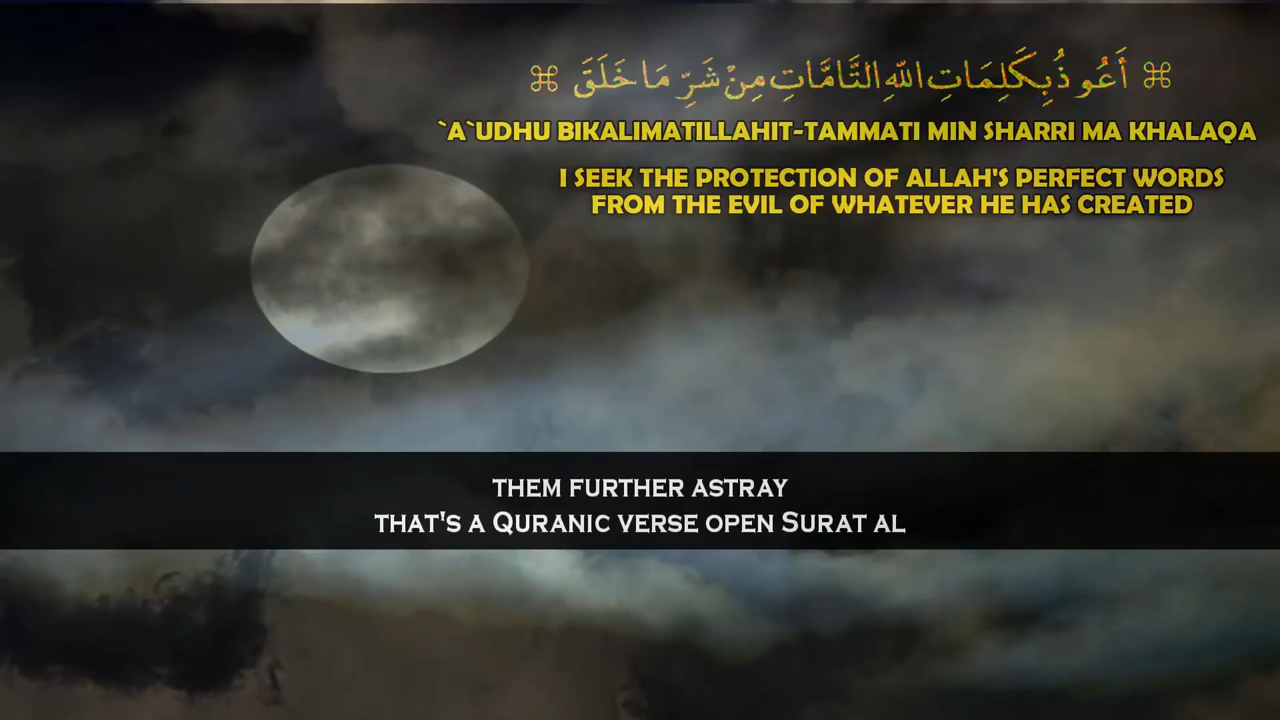 ⌘ أَعُوذُ بِكَلِمَاتِ اللّٰهِ التَّامَّاتِ مِنْ شَرِّ مَا خَلَقَ ⌘
`A`UDHU BIKALIMATILLAHIT-TAMMATI MIN SHARRI MA KHALAQA
I SEEK THE PROTECTION OF ALLAH'S PERFECT WORDS
FROM THE EVIL OF WHATEVER HE HAS CREATED
THEM FURTHER ASTRAY
THAT'S A QURANIC VERSE OPEN SURAT AL